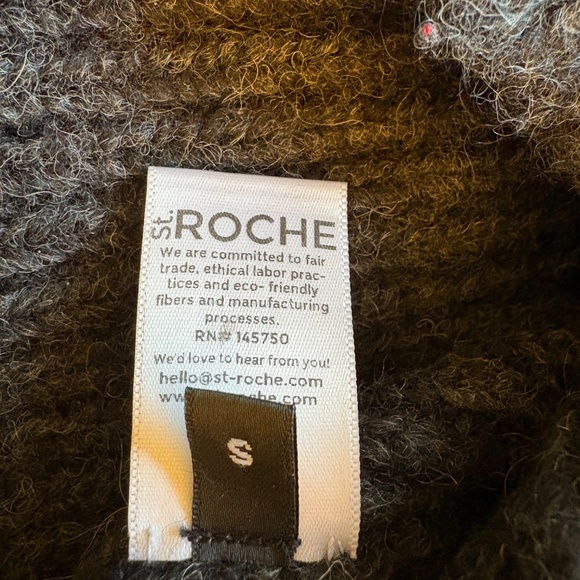 st. ROCHE
We are committed to fair
trade, ethical labor prac-
tices and eco- friendly
fibers and manufacturing
processes.
RN# 145750
We'd love to hear from you!
hello@st-roche.com
S